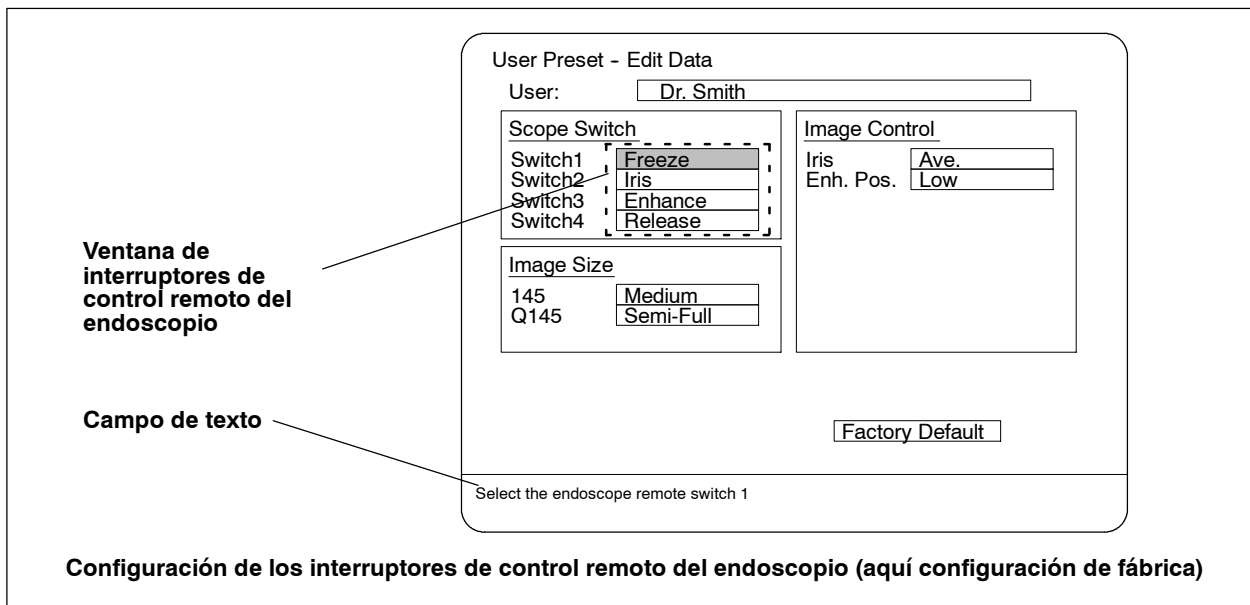 User Preset - Edit Data
User: Dr. Smith
Scope Switch
Switch1 Freeze
Switch2 Iris
Switch3 Enhance
Switch4 Release
Image Control
Iris Ave.
Enh. Pos. Low
Image Size
145 Medium
Q145 Semi-Full
Factory Default
Select the endoscope remote switch 1
Ventana de
interruptores de
control remoto del
endoscopio
Campo de texto
Configuración de los interruptores de control remoto del endoscopio (aquí configuración de fábrica)